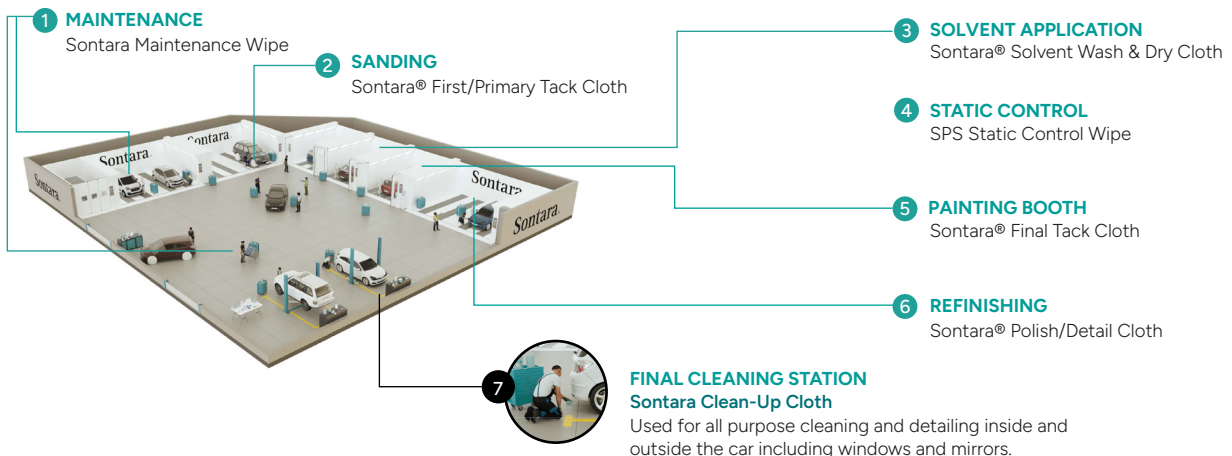 1 MAINTENANCE
Sontara Maintenance Wipe
2 SANDING
Sontara® First/Primary Tack Cloth
3 SOLVENT APPLICATION
Sontara® Solvent Wash & Dry Cloth
4 STATIC CONTROL
SPS Static Control Wipe
5 PAINTING BOOTH
Sontara® Final Tack Cloth
6 REFINISHING
Sontara® Polish/Detail Cloth
Sontara
Sontara
Sontara
Sontara
Sontara
7
FINAL CLEANING STATION
Sontara Clean-Up Cloth
Used for all purpose cleaning and detailing inside and
outside the car including windows and mirrors.